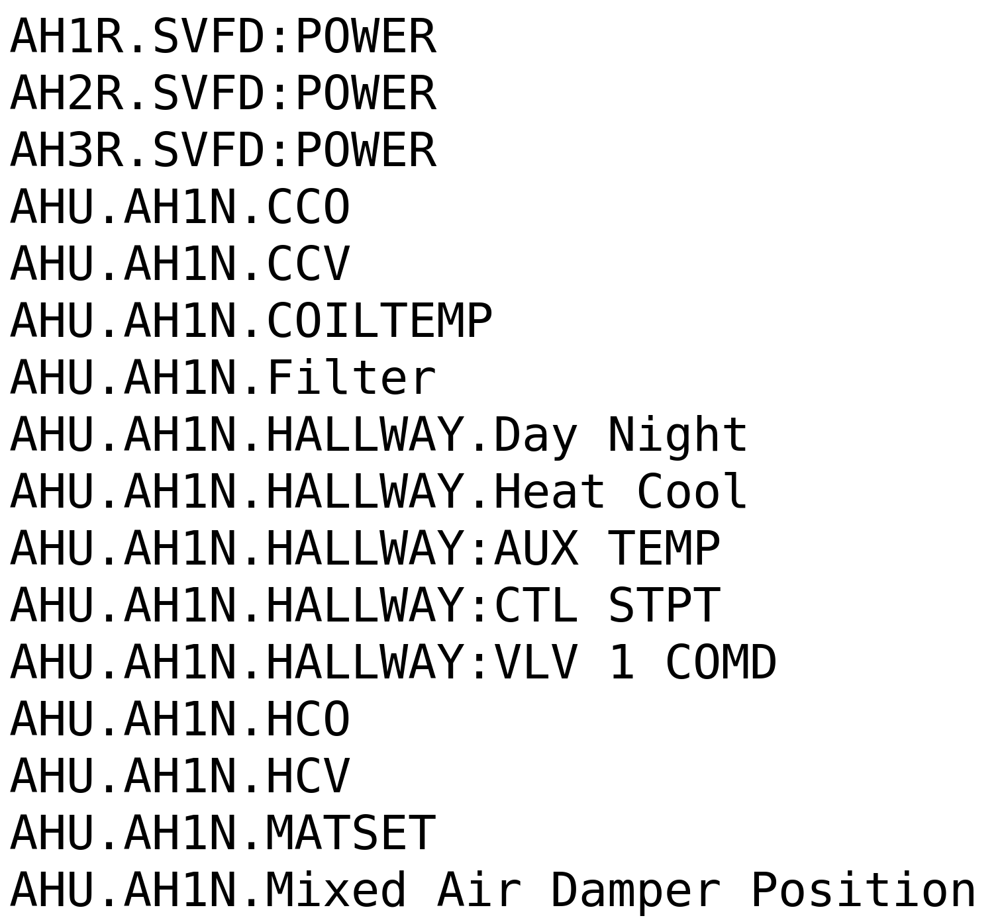 AH1R.SVFD:POWER
AH2R.SVFD:POWER
AH3R.SVFD:POWER
AHU.AH1N.CCO
AHU.AH1N.CCV
AHU.AH1N.COILTEMP
AHU.AH1N.Filter
AHU.AH1N.HALLWAY.Day Night
AHU.AH1N.HALLWAY.Heat Cool
AHU.AH1N.HALLWAY:AUX TEMP
AHU.AH1N.HALLWAY:CTL STPT
AHU.AH1N.HALLWAY:VLV 1 COMD
AHU.AH1N.HCO
AHU.AH1N.HCV
AHU.AH1N.MATSET
AHU.AH1N.Mixed Air Damper Position